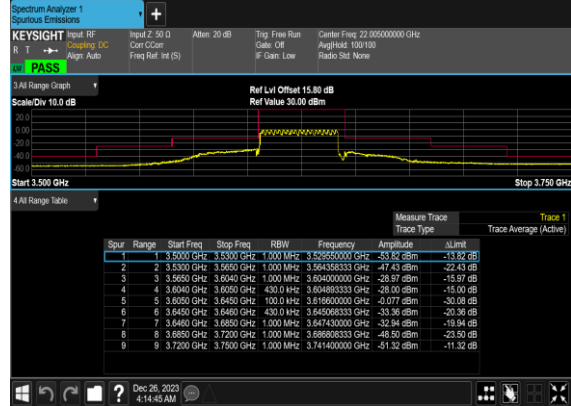 Spectrum Analyzer 1
Spurious Emissions
+
KEYSIGHT Input: RF Input Z: 50 Ω Atten: 20 dB Trig: Free Run Center Freq: 22.005000000 GHz
R T Coupling: DC Corr CCorr Gate: Off Avg|Hold: 100/100
Align: Auto Freq Ref: Int (S) IF Gain: Low Radio Std: None
LW PASS
3 All Range Graph
Ref Lvl Offset 15.80 dB
Scale/Div 10.0 dB Ref Value 30.00 dBm
20.0
0.00
-20.0
-40.0
-60.0
Start 3.500 GHz Stop 3.750 GHz
4 All Range Table
Measure Trace Trace 1
Trace Type Trace Average (Active)
Spur Range Start Freq Stop Freq RBW Frequency Amplitude ΔLimit
1 1 3.5000 GHz 3.5300 GHz 1.000 MHz 3.529550000 GHz -53.82 dBm -13.82 dB
2 2 3.5300 GHz 3.5650 GHz 1.000 MHz 3.564358333 GHz -47.43 dBm -22.43 dB
3 3 3.5650 GHz 3.6040 GHz 1.000 MHz 3.604000000 GHz -28.97 dBm -15.97 dB
4 4 3.6040 GHz 3.6050 GHz 430.0 kHz 3.604893333 GHz -28.00 dBm -15.00 dB
5 5 3.6050 GHz 3.6450 GHz 100.0 kHz 3.616600000 GHz -0.077 dBm -30.08 dB
6 6 3.6450 GHz 3.6460 GHz 430.0 kHz 3.645068333 GHz -33.36 dBm -20.36 dB
7 7 3.6460 GHz 3.6850 GHz 1.000 MHz 3.647430000 GHz -32.94 dBm -19.94 dB
8 8 3.6850 GHz 3.7200 GHz 1.000 MHz 3.686808333 GHz -48.50 dBm -23.50 dB
9 9 3.7200 GHz 3.7500 GHz 1.000 MHz 3.741400000 GHz -51.32 dBm -11.32 dB
? Dec 26, 2023
4:14:45 AM